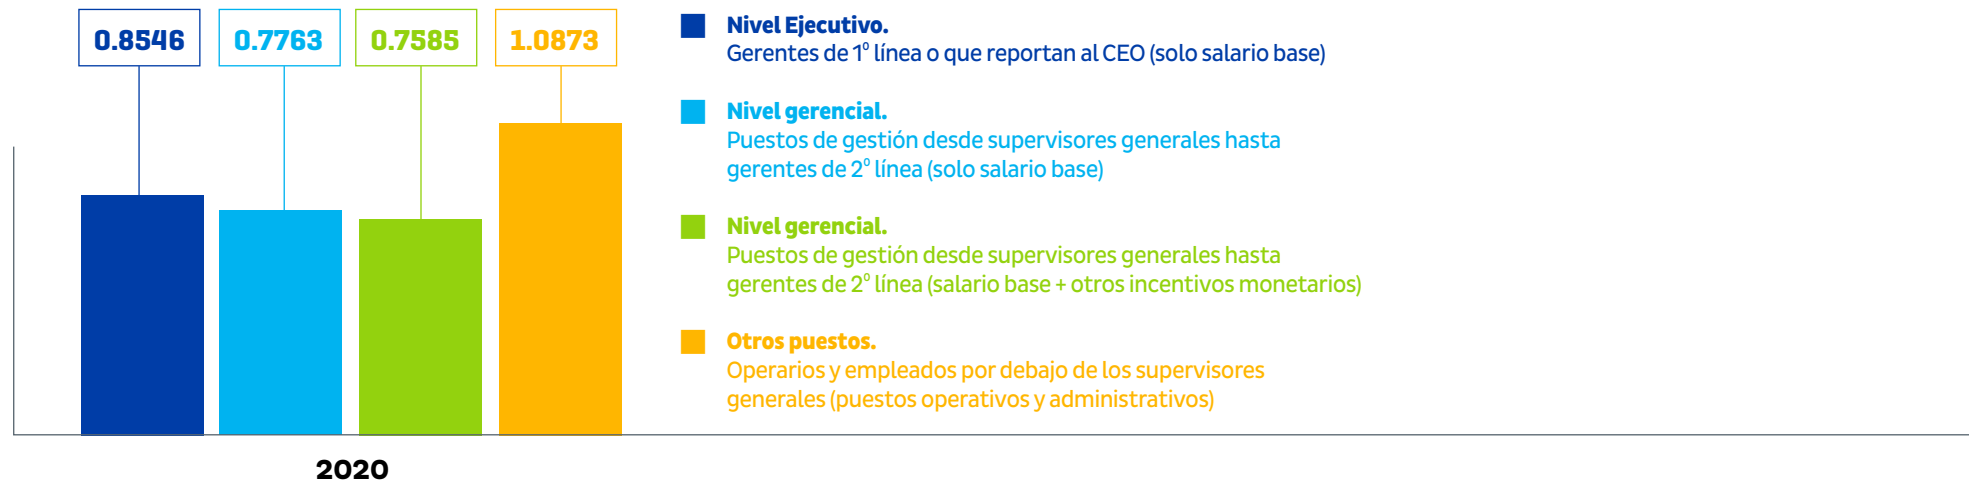 0.8546 0.7763 0.7585 1.0873
Nivel Ejecutivo.
Gerentes de 1º línea o que reportan al CEO (solo salario base)
Nivel gerencial.
Puestos de gestión desde supervisores generales hasta
gerentes de 2º línea (solo salario base)
Nivel gerencial.
Puestos de gestión desde supervisores generales hasta
gerentes de 2º línea (salario base + otros incentivos monetarios)
Otros puestos.
Operarios y empleados por debajo de los supervisores
generales (puestos operativos y administrativos)
2020